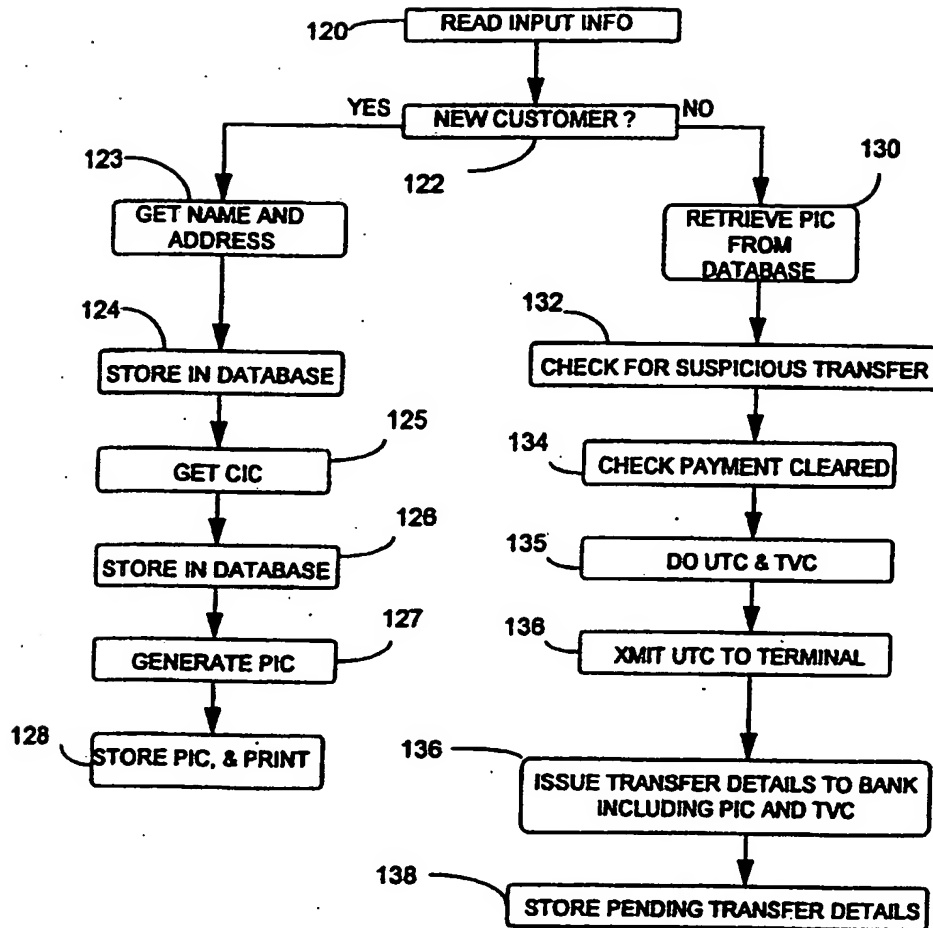 120
READ INPUT INFO
YES
NEW CUSTOMER ?
NO
122
123
GET NAME AND
ADDRESS
124
STORE IN DATABASE
125
GET CIC
126
STORE IN DATABASE
127
GENERATE PIC
128
STORE PIC, & PRINT
130
RETRIEVE PIC
FROM
DATABASE
132
CHECK FOR SUSPICIOUS TRANSFER
134
CHECK PAYMENT CLEARED
135
DO UTC & TVC
136
XMIT UTC TO TERMINAL
136
ISSUE TRANSFER DETAILS TO BANK
INCLUDING PIC AND TVC
138
STORE PENDING TRANSFER DETAILS